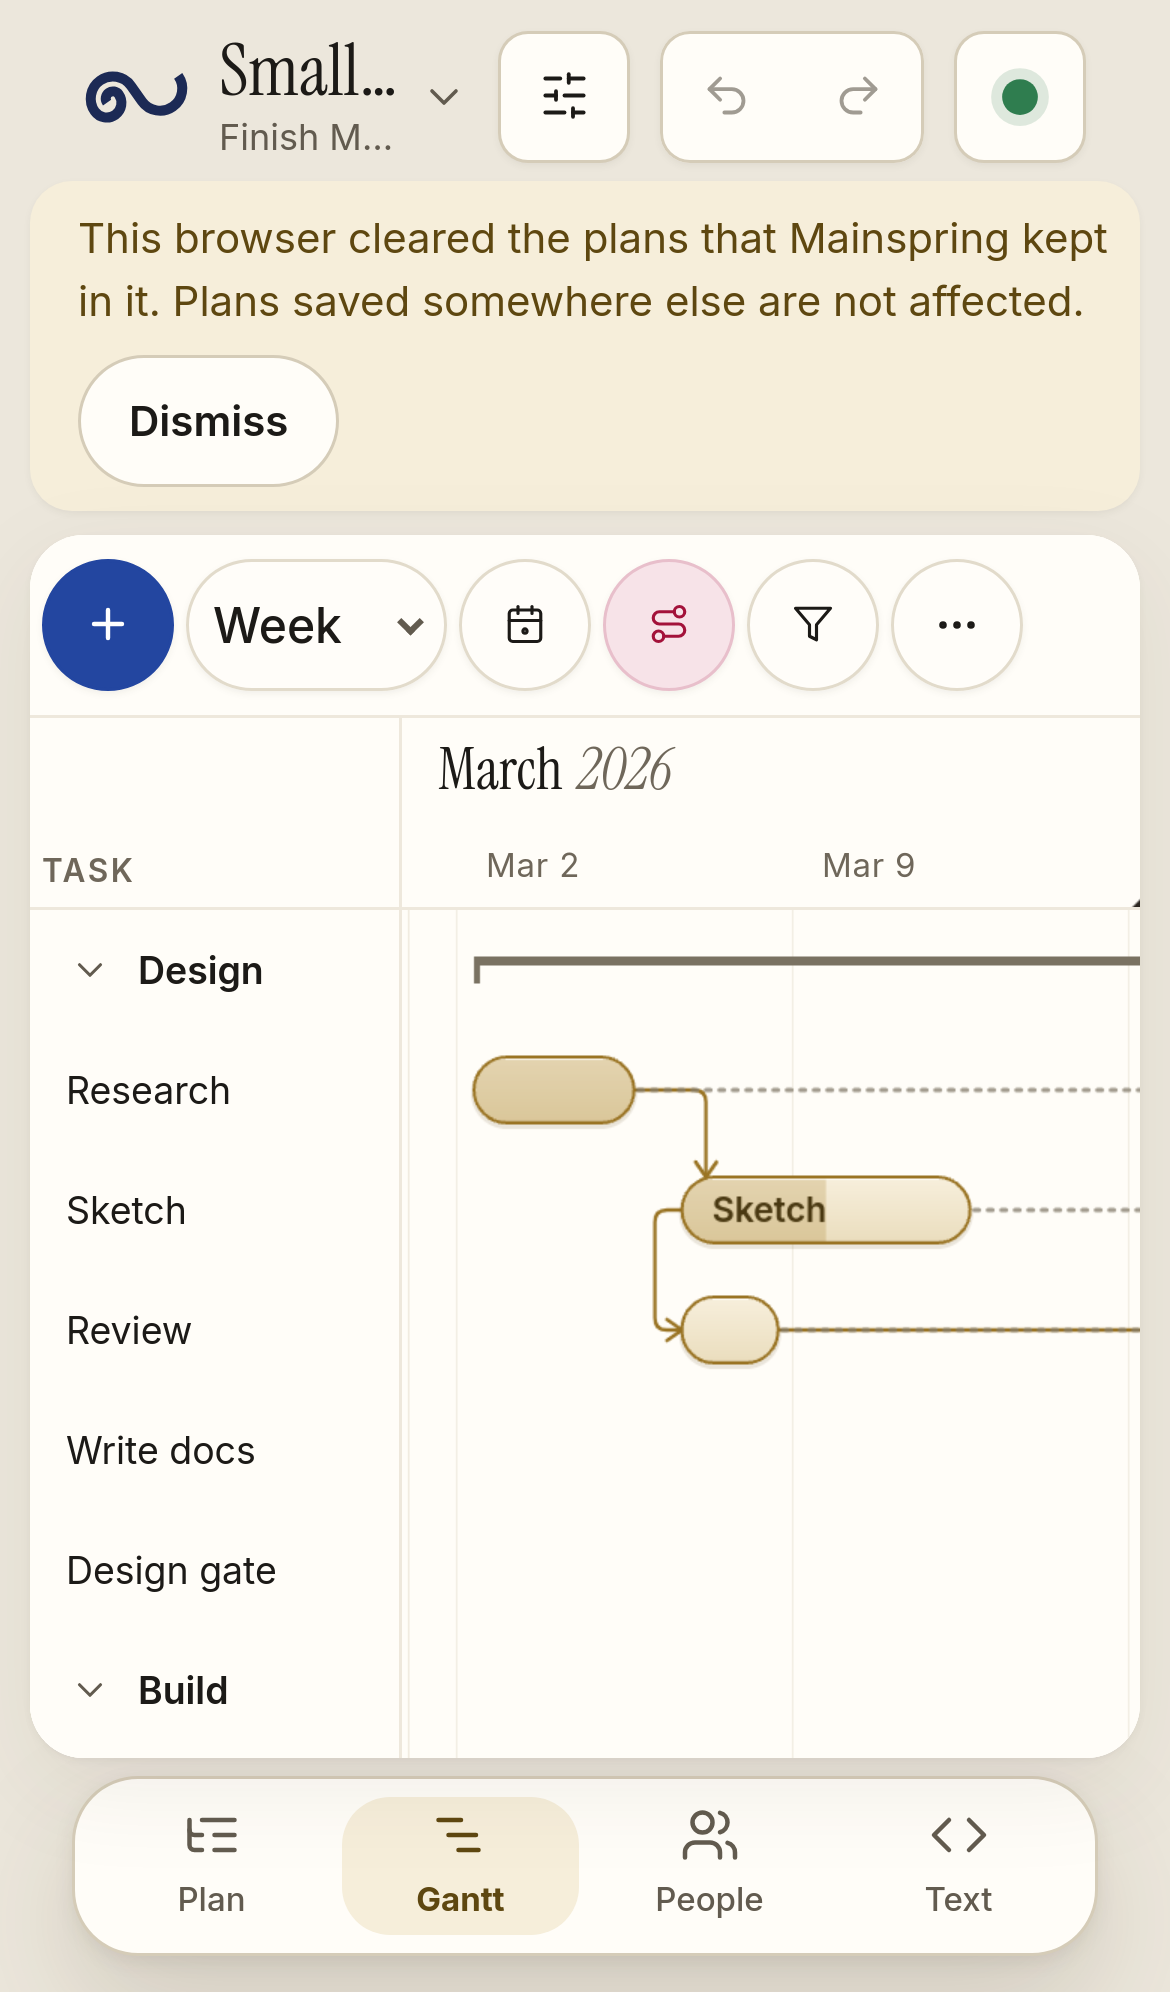 Small...
Finish M...
This browser cleared the plans that Mainspring kept
in it. Plans saved somewhere else are not affected.
Dismiss
Week
March 2026
TASK
Mar 2
Mar 9
Design
Research
Sketch
Sketch
Review
Write docs
Design gate
Build
Plan
Gantt
People
Text